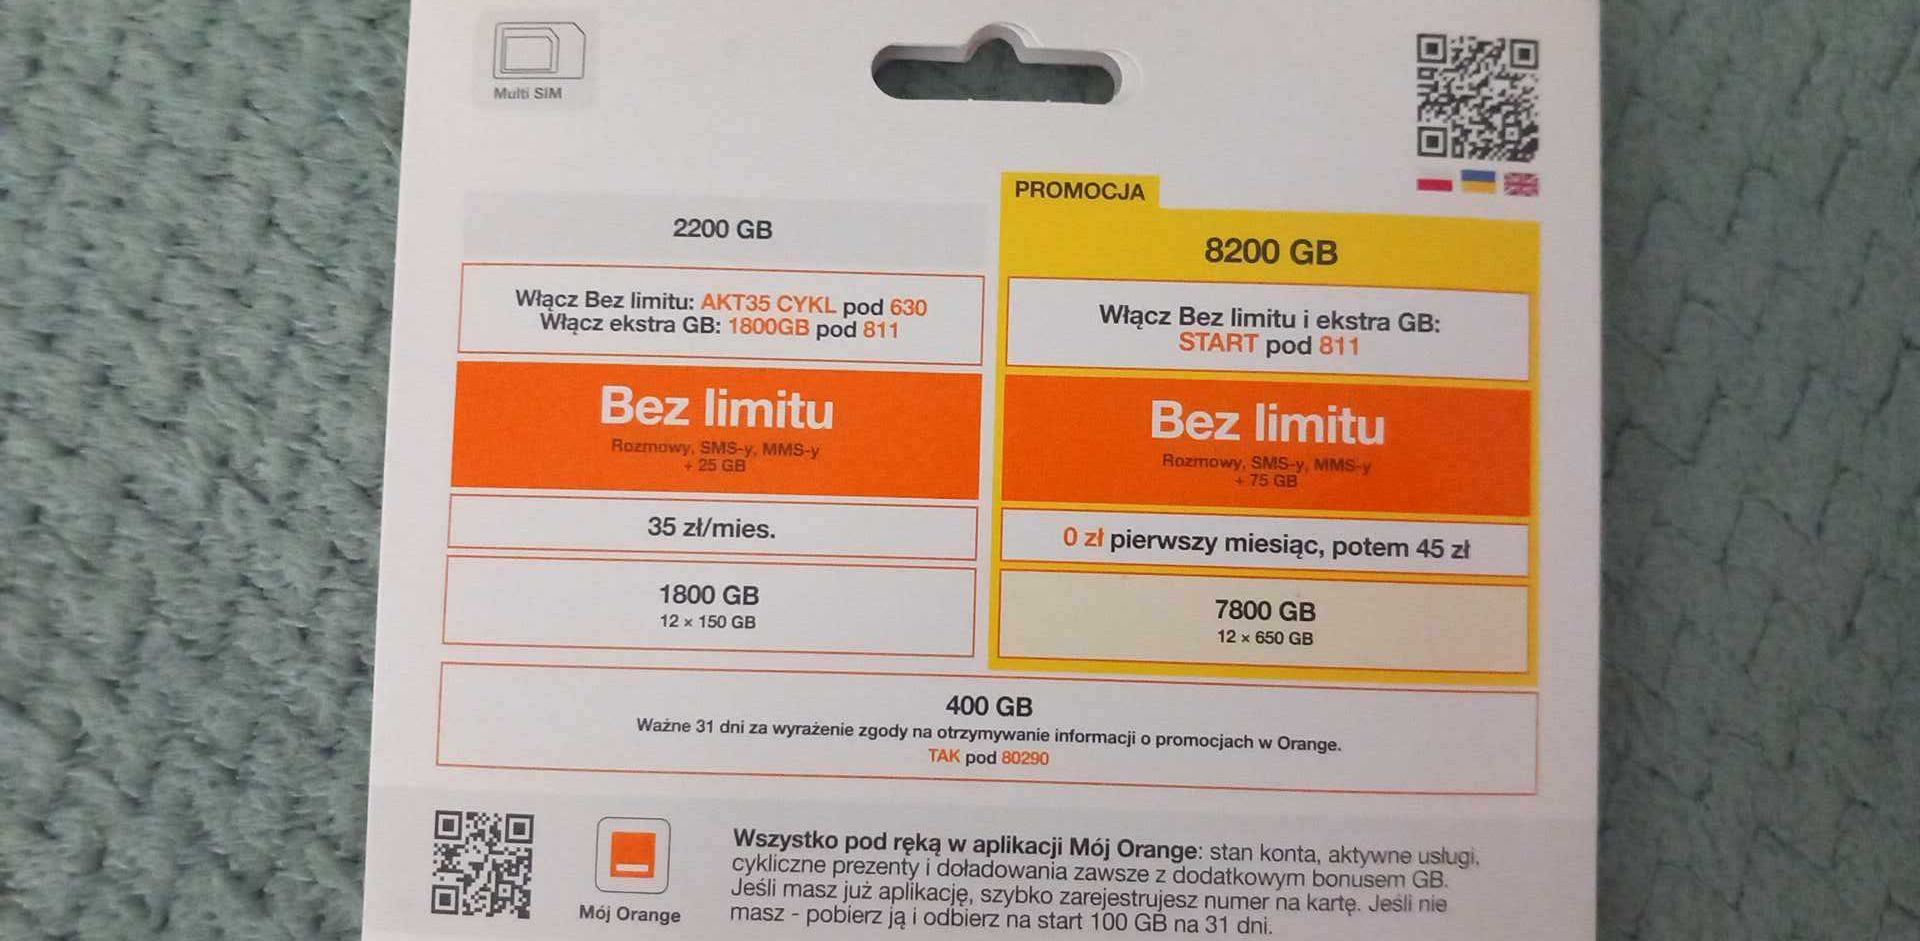 Multi SIM
2200 GB
Włącz Bez limitu: AKT35 CYKL pod 630
Włącz ekstra GB: 1800GB pod 811
Bez limitu
Rozmowy, SMS-y, MMS-y
+ 25 GB
35 zł/mies.
1800 GB
12 × 150 GB
PROMOCJA
8200 GB
Włącz Bez limitu i ekstra GB:
START pod 811
Bez limitu
Rozmowy, SMS-y, MMS-y
+ 75 GB
0 zł pierwszy miesiąc, potem 45 zł
7800 GB
12 × 650 GB
400 GB
Ważne 31 dni za wyrażenie zgody na otrzymywanie informacji o promocjach w Orange.
TAK pod 80290
Mój Orange
Wszystko pod ręką w aplikacji Mój Orange: stan konta, aktywne usługi,
cykliczne prezenty i doładowania zawsze z dodatkowym bonusem GB.
Jeśli masz już aplikację, szybko zarejestrujesz numer na kartę. Jeśli nie
masz - pobierz ją i odbierz na start 100 GB na 31 dni.